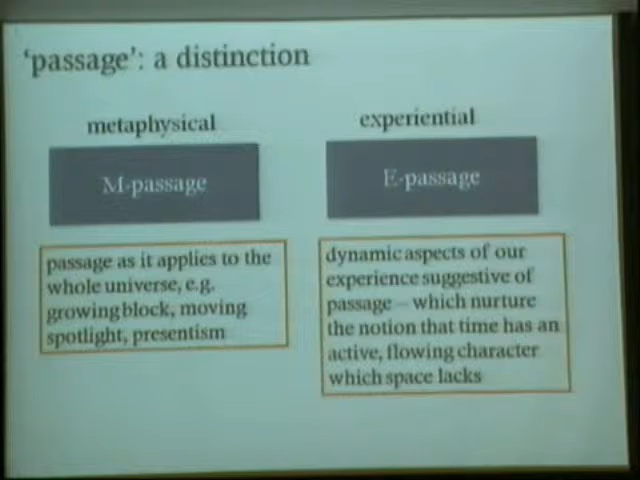 'passage': a distinction
metaphysical
experiential
M-passage
E-passage
passage as it applies to the
whole universe, e.g.
growing block, moving
spotlight, presentism
dynamic aspects of our
experience suggestive of
passage – which nurture
the notion that time has an
active, flowing character
which space lacks